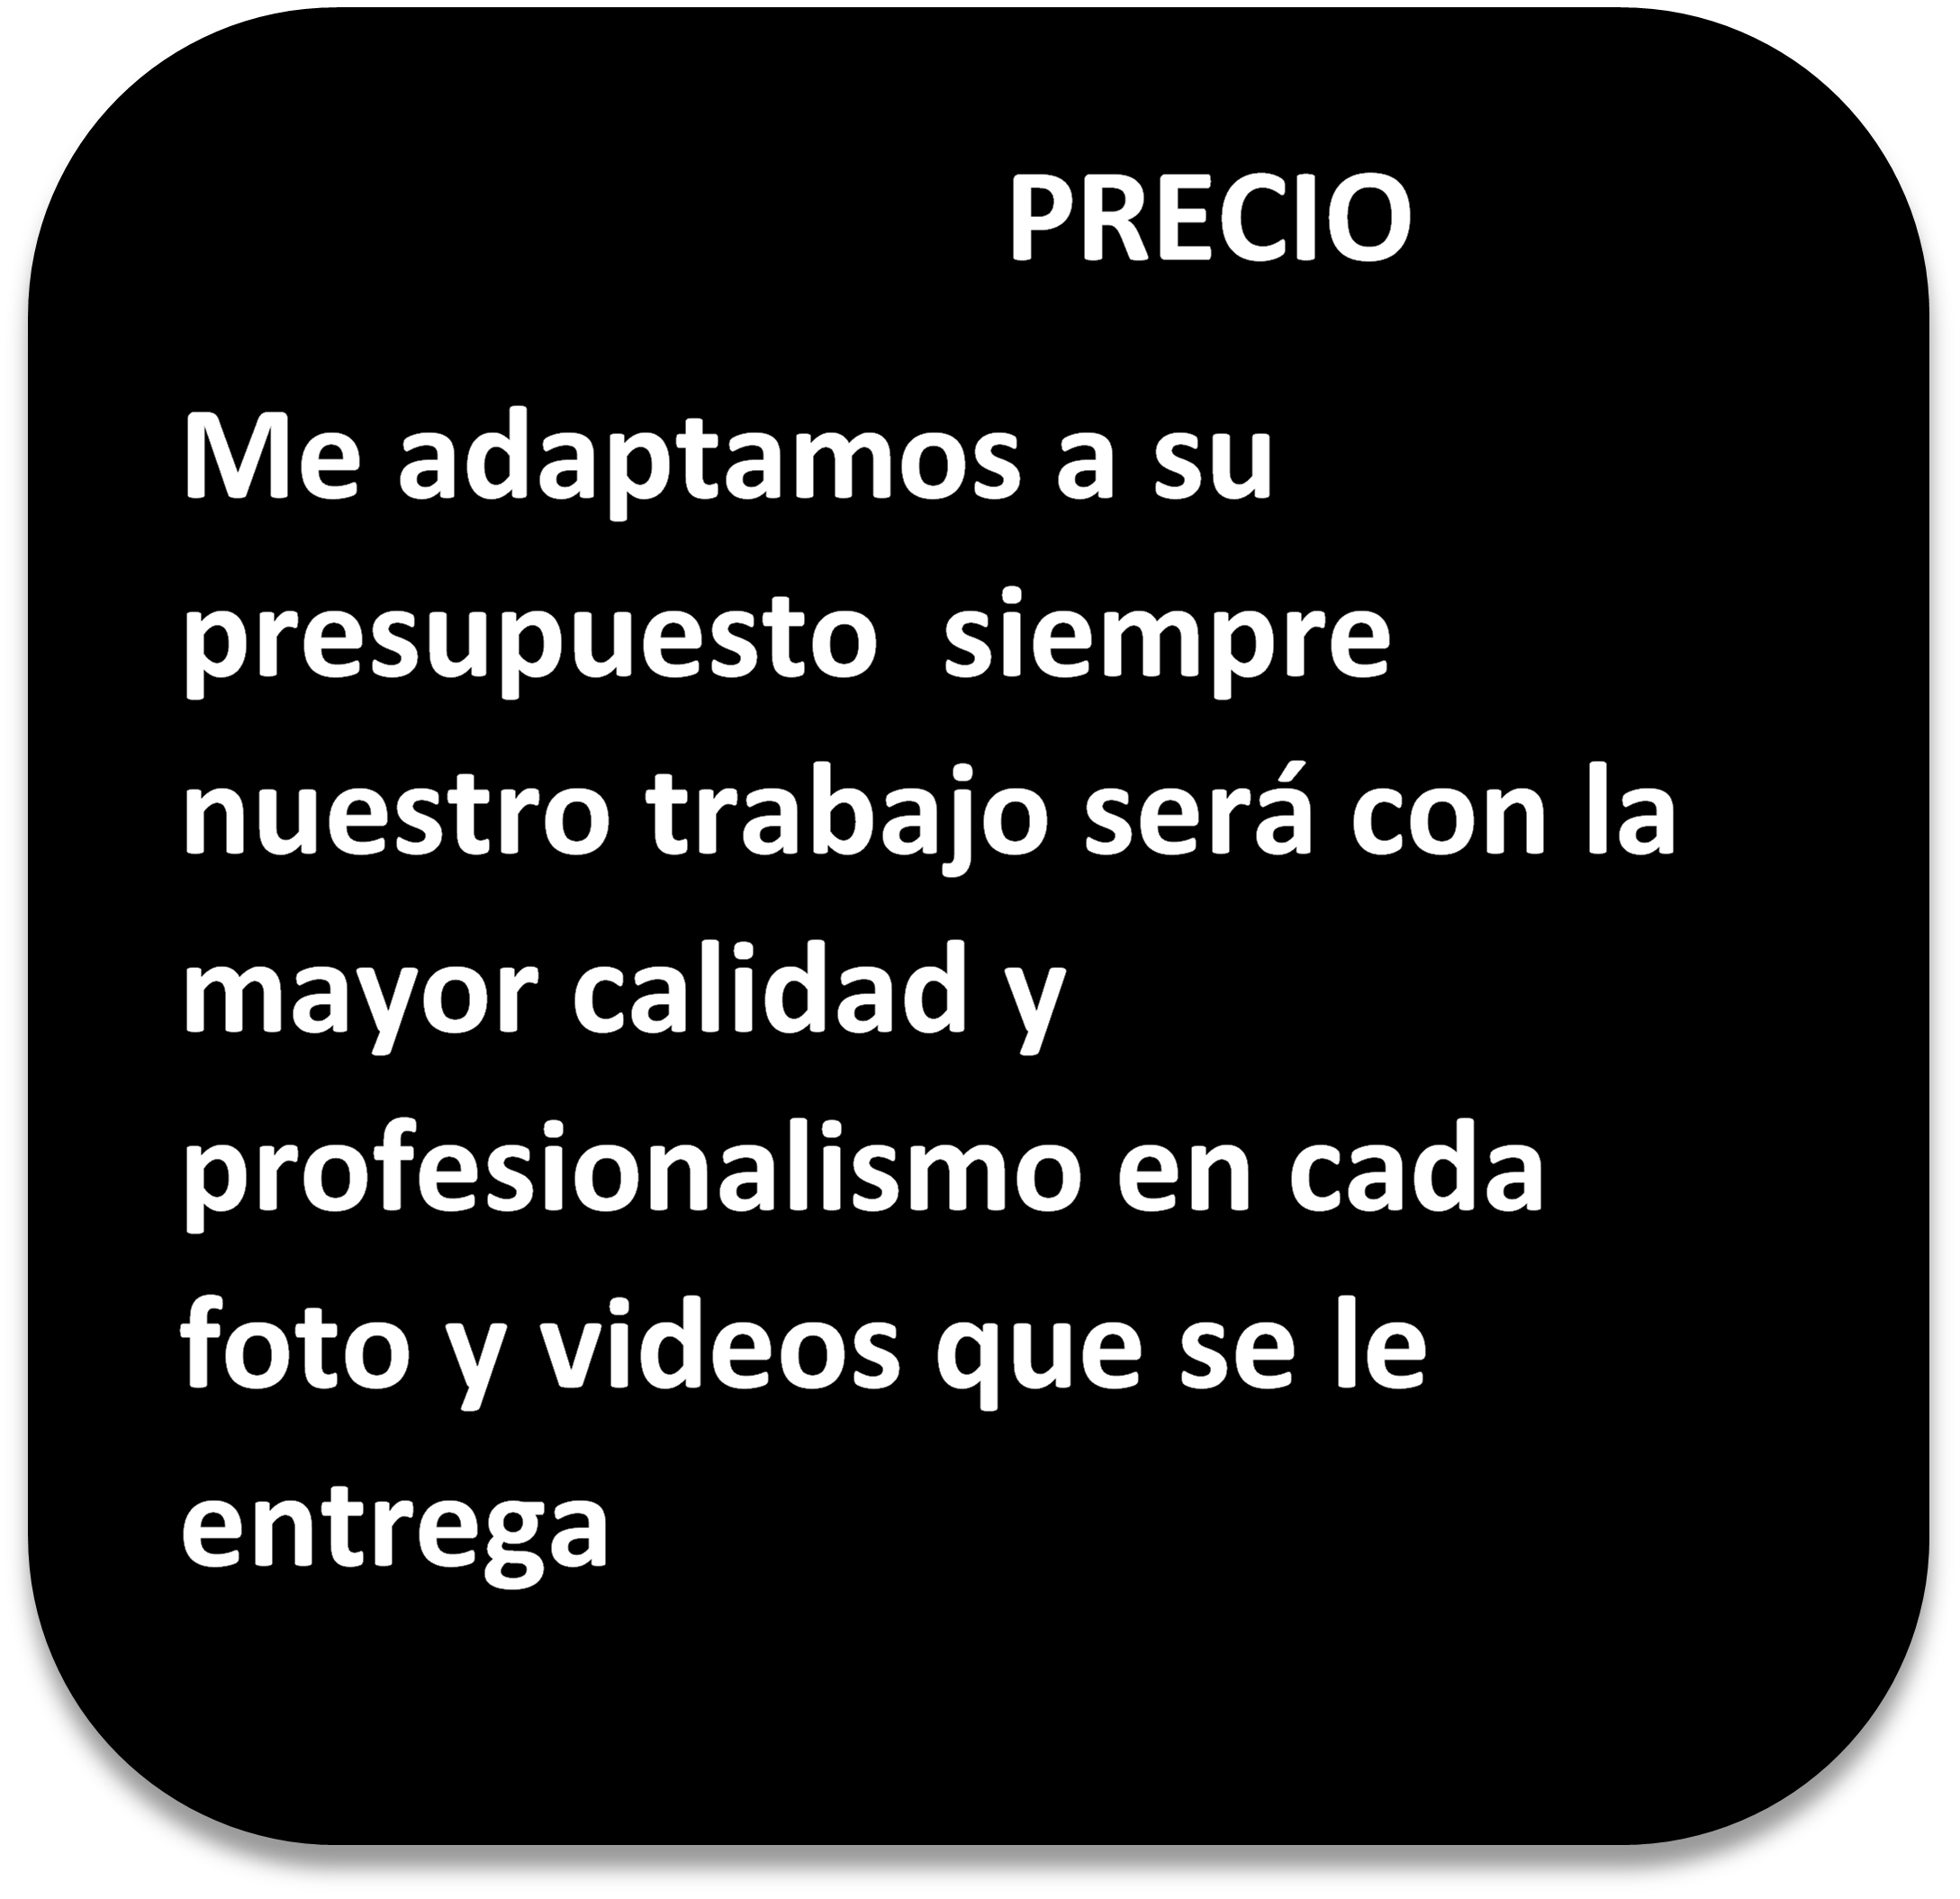 PRECIO
Me adaptamos a su
presupuesto  siempre
nuestro trabajo será con la
mayor calidad y
profesionalismo en cada
foto y videos que se le
entrega